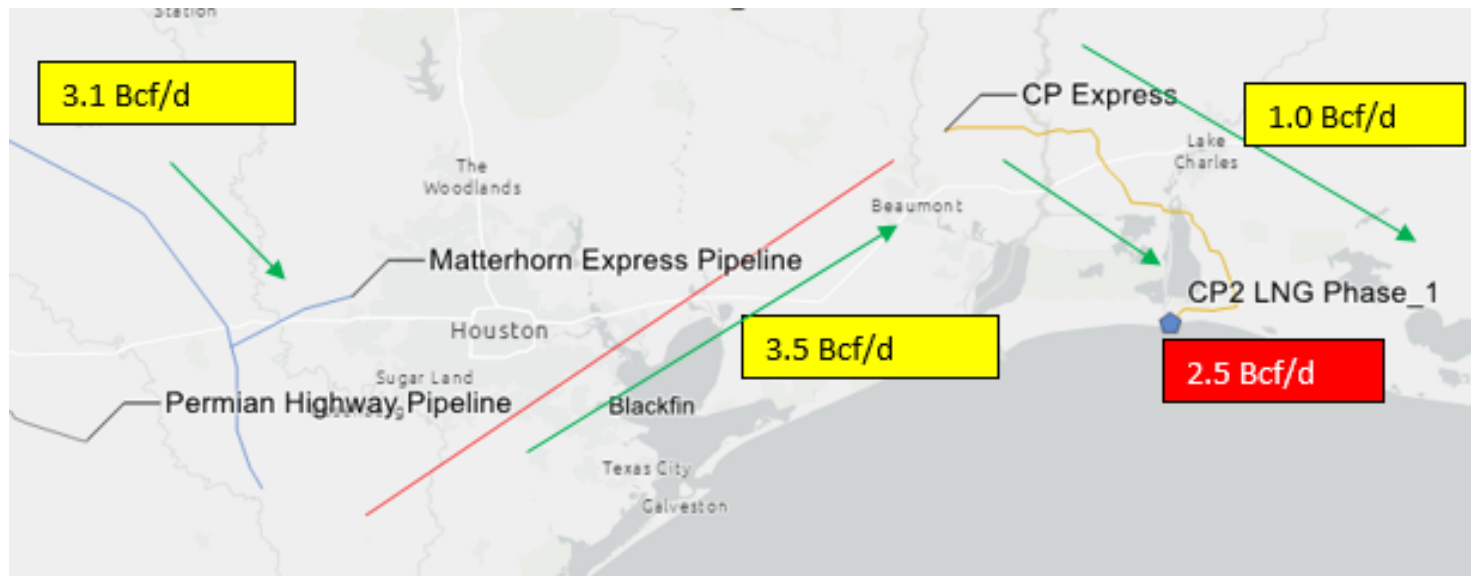 Station
3.1 Bcf/d
CP Express
1.0 Bcf/d
Lake
Charles
The
Woodlands
Beaumont
Matterhorn Express Pipeline
CP2 LNG Phase_1
Houston
3.5 Bcf/d
2.5 Bcf/d
Sugar Land
Permian Highway Pipeline
Blackfin
Texas City
Galveston